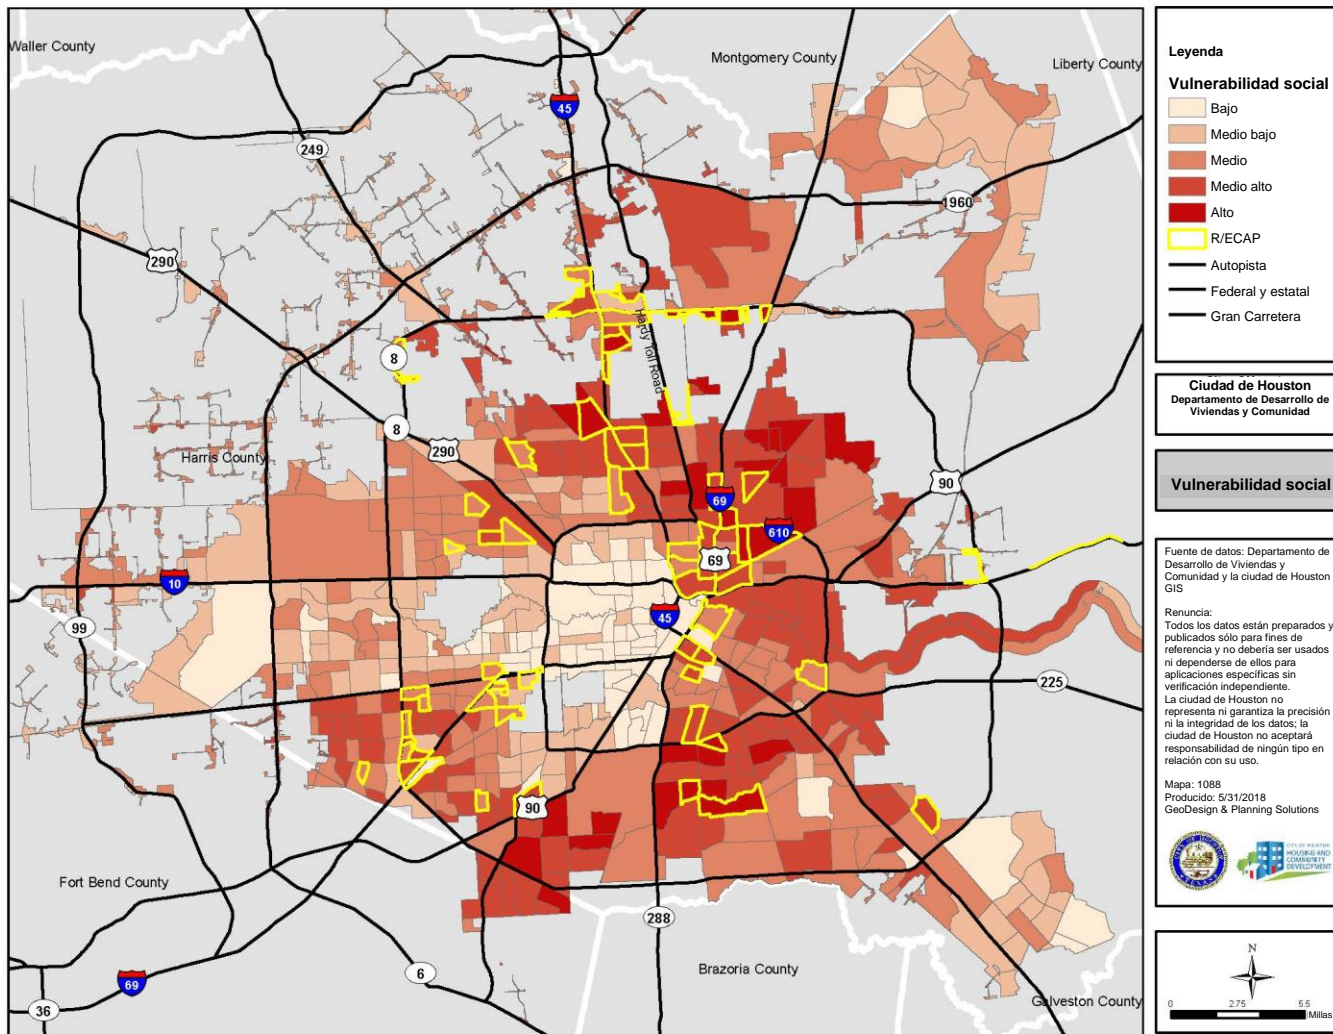 Waller County
Montgomery County
Liberty County
45
249
1960
290
8
Hardy Toll Road
8
290
Harris County
90
69
610
69
10
45
99
225
90
Fort Bend County
288
6
Brazoria County
69
36
Galveston County
Leyenda
Vulnerabilidad social
Bajo
Medio bajo
Medio
Medio alto
Alto
R/ECAP
Autopista
Federal y estatal
Gran Carretera
Ciudad de Houston
Departamento de Desarrollo de
Viviendas y Comunidad
Vulnerabilidad social
Fuente de datos: Departamento de
Desarrollo de Viviendas y
Comunidad y la ciudad de Houston
GIS
Renuncia:
Todos los datos están preparados y
publicados sólo para fines de
referencia y no debería ser usados
ni dependerse de ellos para
aplicaciones específicas sin
verificación independiente.
La ciudad de Houston no
representa ni garantiza la precisión
ni la integridad de los datos; la
ciudad de Houston no aceptará
responsabilidad de ningún tipo en
relación con su uso.
Mapa: 1088
Producido: 5/31/2018
GeoDesign & Planning Solutions
CITY OF HOUSTON
HOUSING AND
COMMUNITY
DEVELOPMENT
N
0 2.75 5.5
Millas